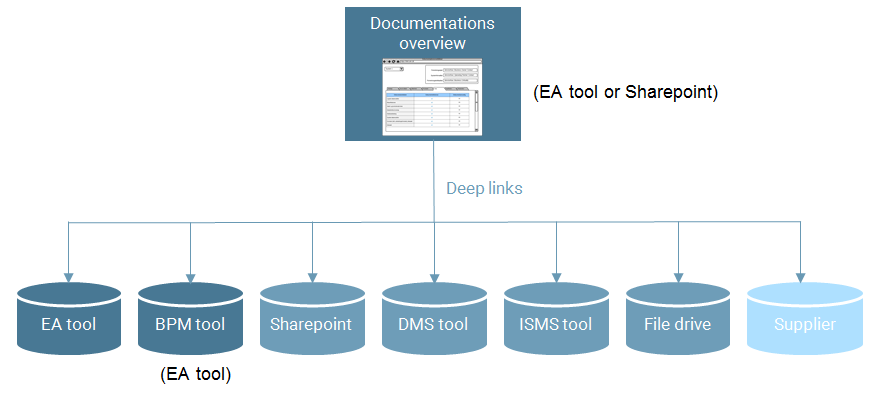 Documentations
overview
(EA tool or Sharepoint)
Deep links
EA tool
BPM tool
Sharepoint
DMS tool
ISMS tool
File drive
Supplier
(EA tool)